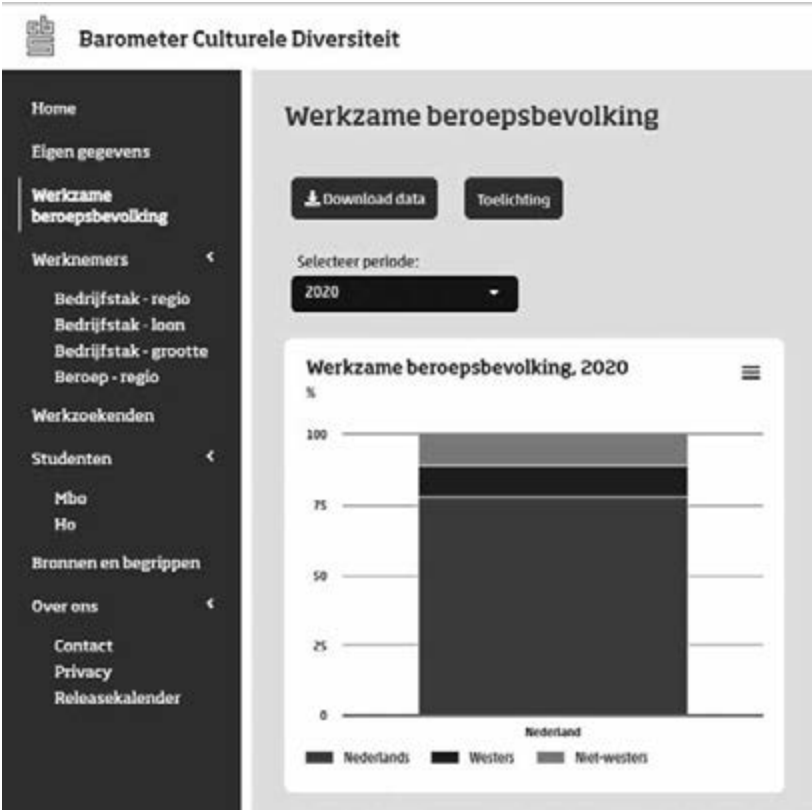 cbs
Barometer Culturele Diversiteit
Home
Eigen gegevens
Werkzame
beroepsbevolking
Werknemers
Bedrijfstak - regio
Bedrijfstak - loon
Bedrijfstak - grootte
Beroep - regio
Werkzoekenden
Studenten
Mbo
Ho
Bronnen en begrippen
Over ons
Contact
Privacy
Releasekalender
Werkzame beroepsbevolking
Download data
Toelichting
Selecteer periode:
2020
Werkzame beroepsbevolking, 2020
%
100
75
50
25
0
Nederland
Nederlands Westers Niet-westers